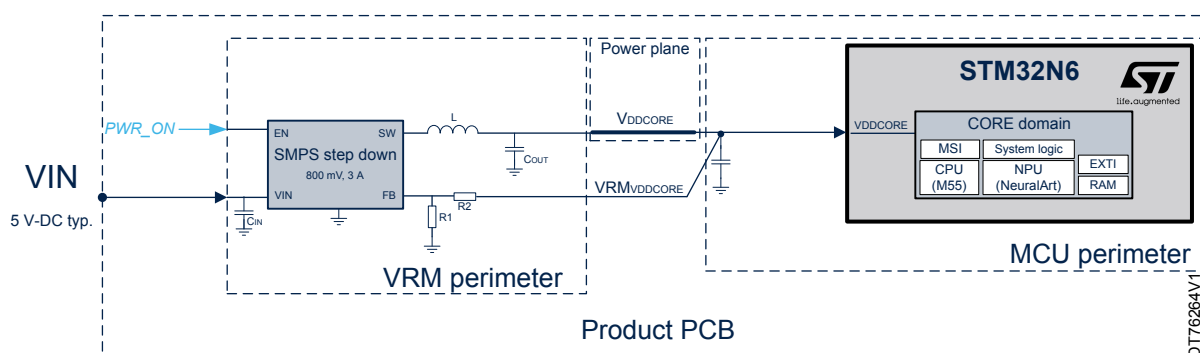 Power plane
STM32N6
ST
life.augmented
PWR_ON
EN
SW
L
VDDCORE
VDDCORE
CORE domain
SMPS step down
800 mV, 3 A
COUT
MSI
System logic
CPU
(M55)
NPU
(NeuralArt)
EXTI
RAM
VIN
5 V-DC typ.
VIN
FB
R2
VRMVDDCORE
CIN
R1
VRM perimeter
MCU perimeter
Product PCB
DT76264V1